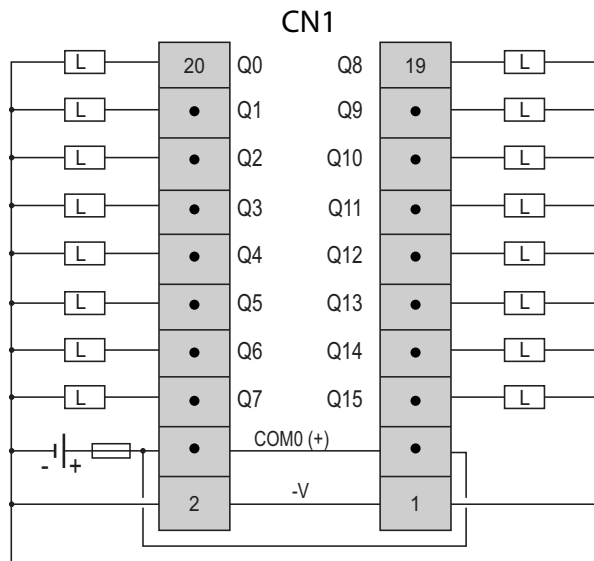 CN1
L 20 Q0 Q8 19 L
L Q1 Q9 L
L Q2 Q10 L
L Q3 Q11 L
L Q4 Q12 L
L Q5 Q13 L
L Q6 Q14 L
L Q7 Q15 L
- + COM0 (+)
2 -V 1